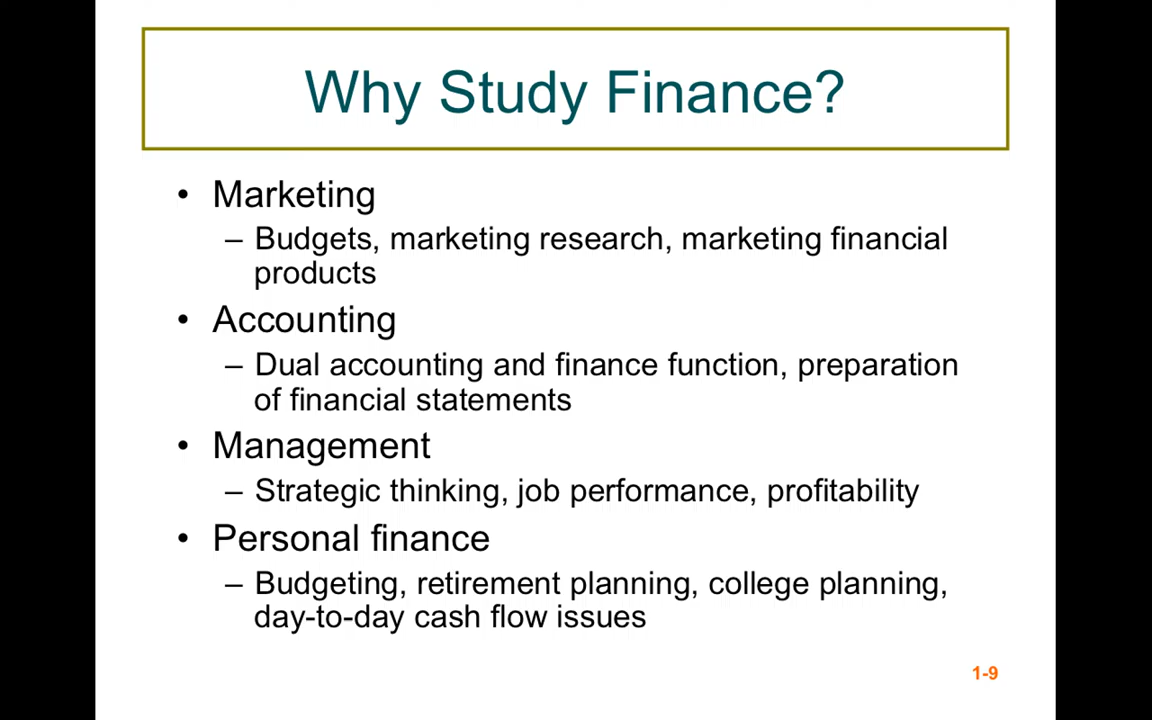 Why Study Finance?
• Marketing
– Budgets, marketing research, marketing financial
products
• Accounting
– Dual accounting and finance function, preparation
of financial statements
• Management
– Strategic thinking, job performance, profitability
• Personal finance
– Budgeting, retirement planning, college planning,
day-to-day cash flow issues
1-9